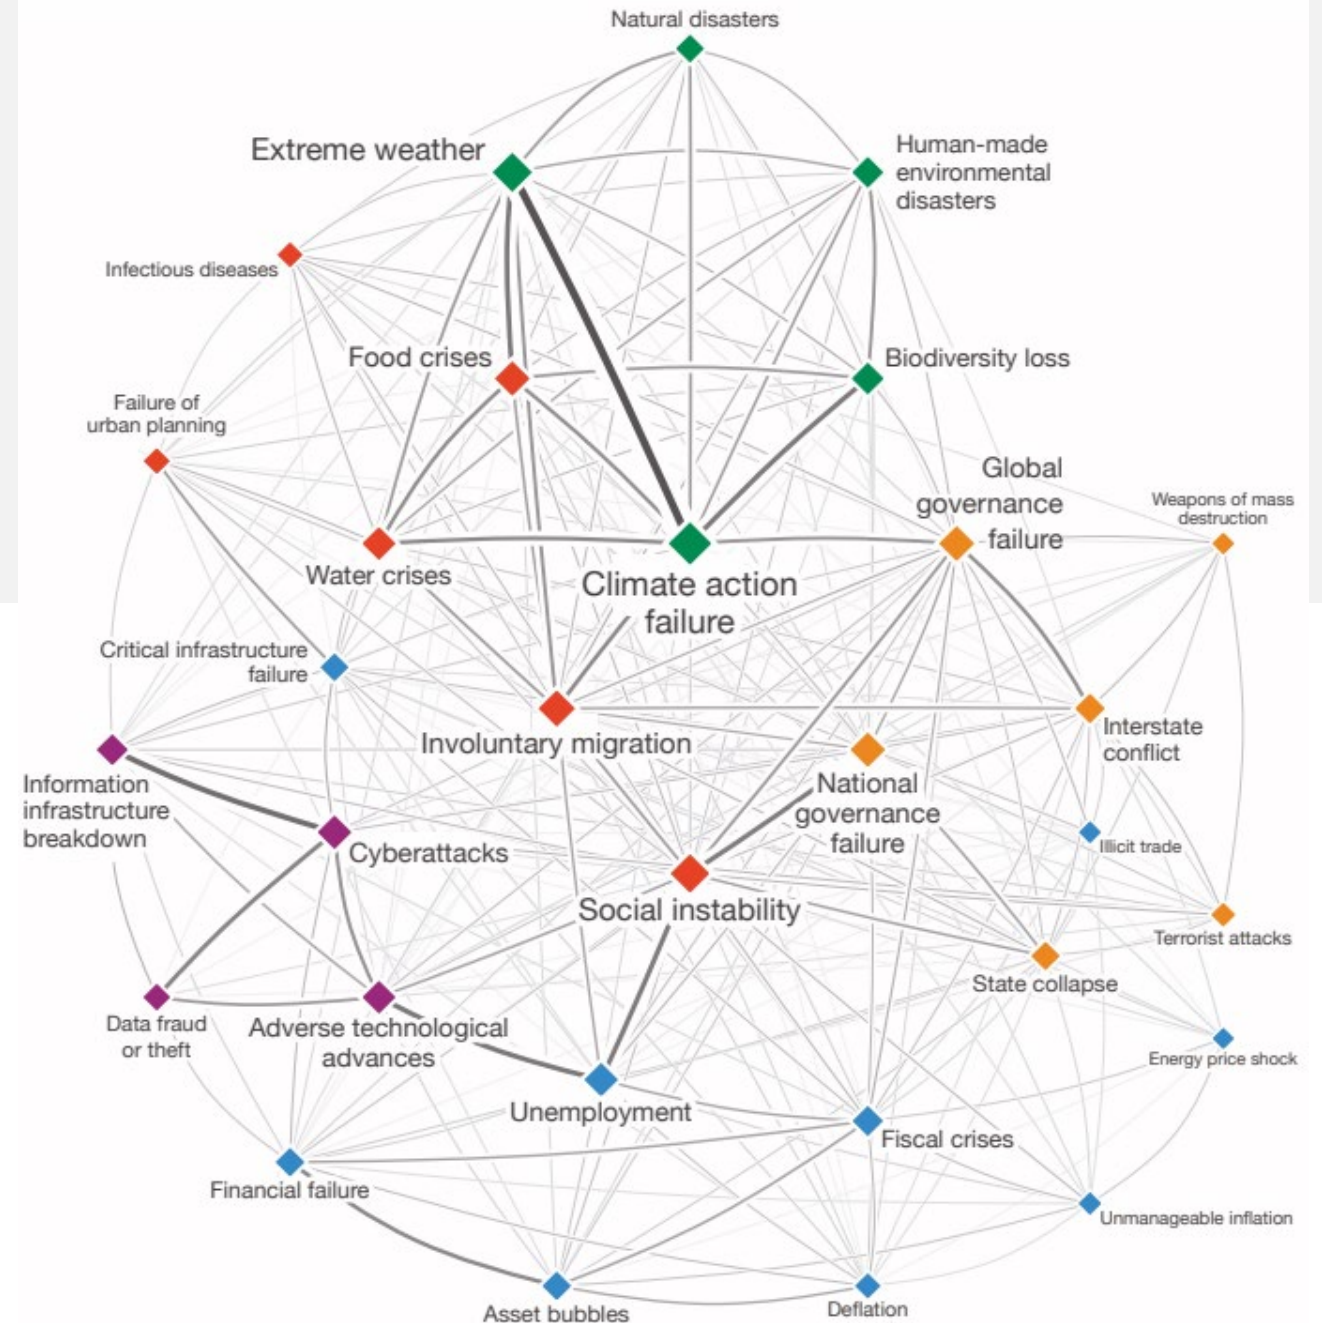 Natural disasters
Extreme weather
Human-made
environmental
disasters
Infectious diseases
Food crises
Biodiversity loss
Failure of
urban planning
Global
governance
failure
Weapons of mass
destruction
Water crises
Climate action
failure
Critical infrastructure
failure
Involuntary migration
Interstate
conflict
Information
infrastructure
breakdown
National
governance
failure
Cyberattacks
Illicit trade
Social instability
Terrorist attacks
State collapse
Data fraud
or theft
Adverse technological
advances
Energy price shock
Unemployment
Fiscal crises
Financial failure
Unmanageable inflation
Asset bubbles
Deflation